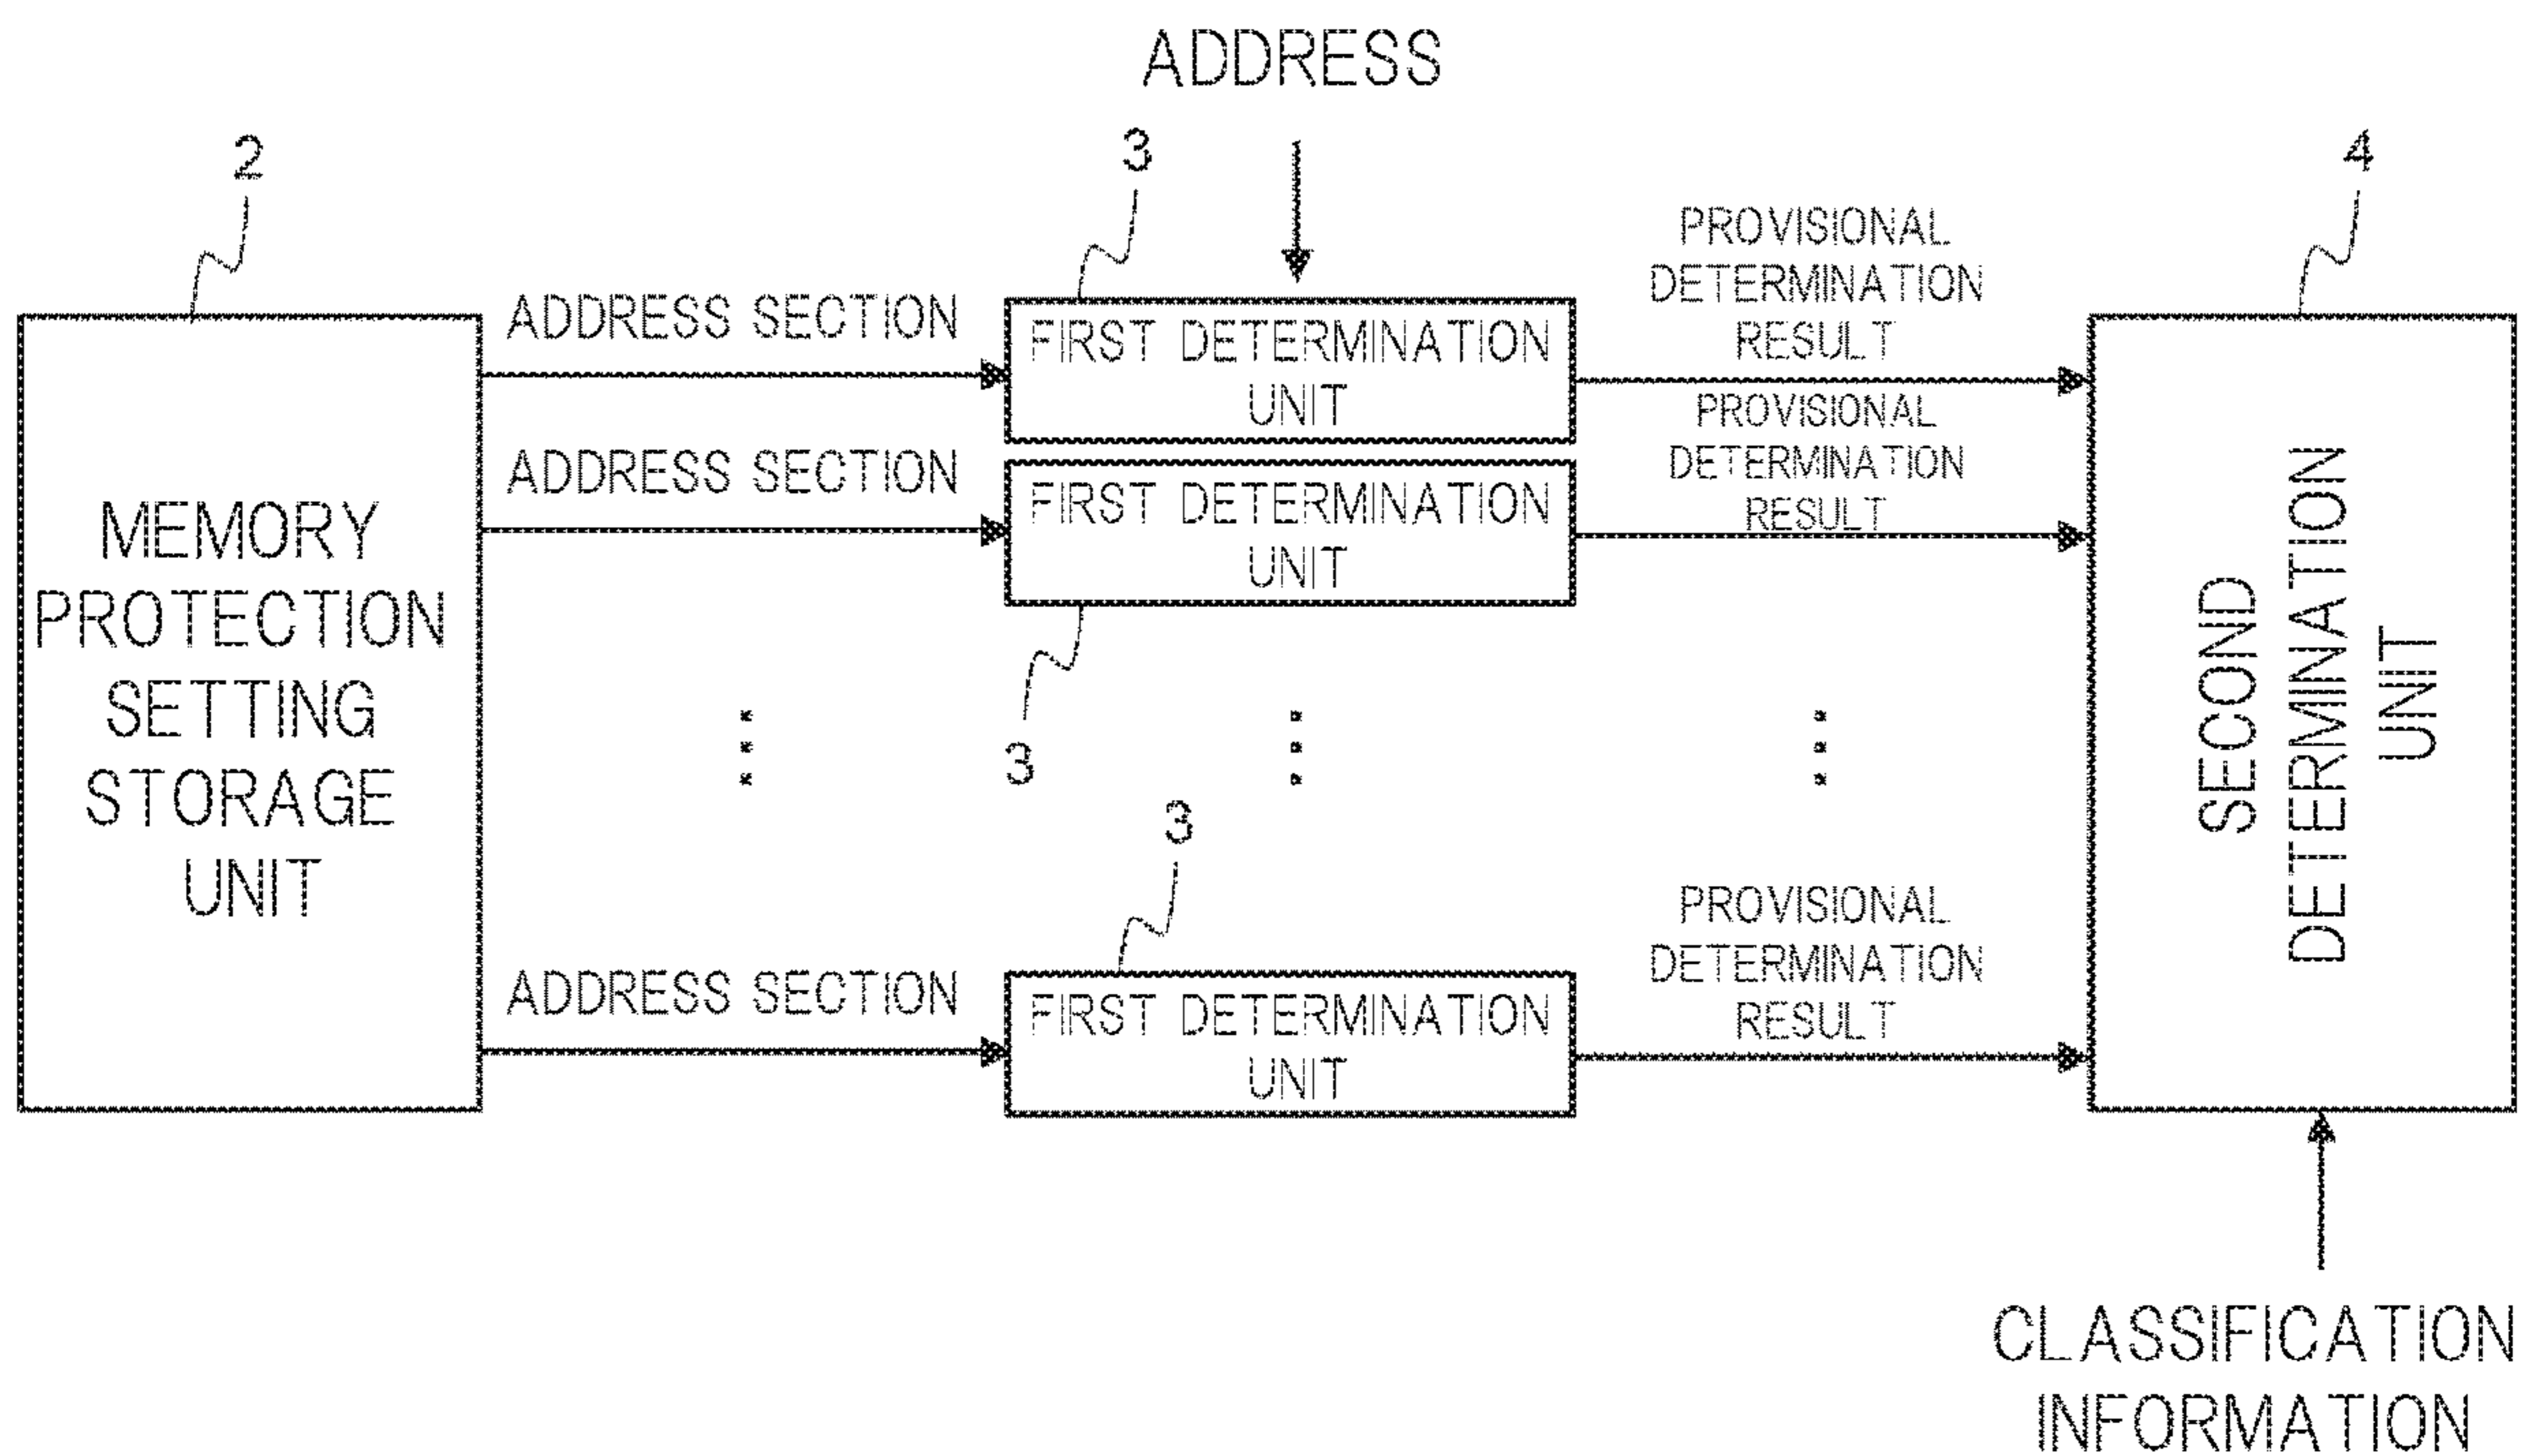 ADDRESS
2
3
4
PROVISIONAL
DETERMINATION
RESULT
ADDRESS SECTION
FIRST DETERMINATION
UNIT
PROVISIONAL
DETERMINATION
RESULT
ADDRESS SECTION
FIRST DETERMINATION
UNIT
MEMORY
PROTECTION
SETTING
STORAGE
UNIT
SECOND
DETERMINATION
UNIT
3
3
PROVISIONAL
DETERMINATION
RESULT
ADDRESS SECTION
FIRST DETERMINATION
UNIT
CLASSIFICATION
INFORMATION